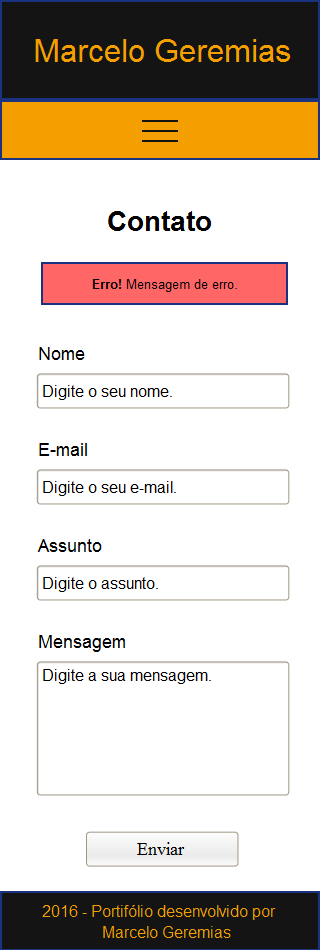 Marcelo Geremias
Contato
Erro! Mensagem de erro.
Nome
Digite o seu nome.
E-mail
Digite o seu e-mail.
Assunto
Digite o assunto.
Mensagem
Digite a sua mensagem.
Enviar
2016 - Portifólio desenvolvido por
Marcelo Geremias